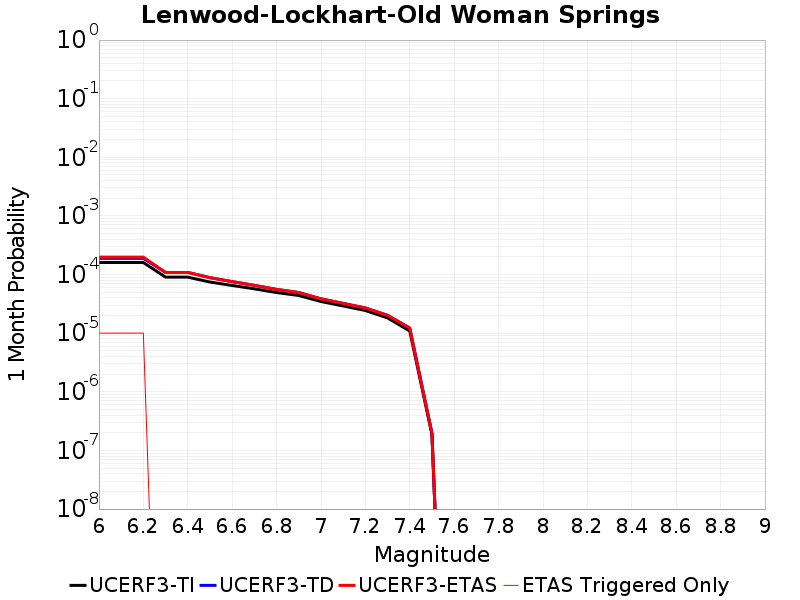 Lenwood-Lockhart-Old Woman Springs
1 Month Probability
10^0
10^-1
10^-2
10^-3
10^-4
10^-5
10^-6
10^-7
10^-8
6 6.2 6.4 6.6 6.8 7 7.2 7.4 7.6 7.8 8 8.2 8.4 8.6 8.8 9
Magnitude
UCERF3-TI UCERF3-TD UCERF3-ETAS ETAS Triggered Only